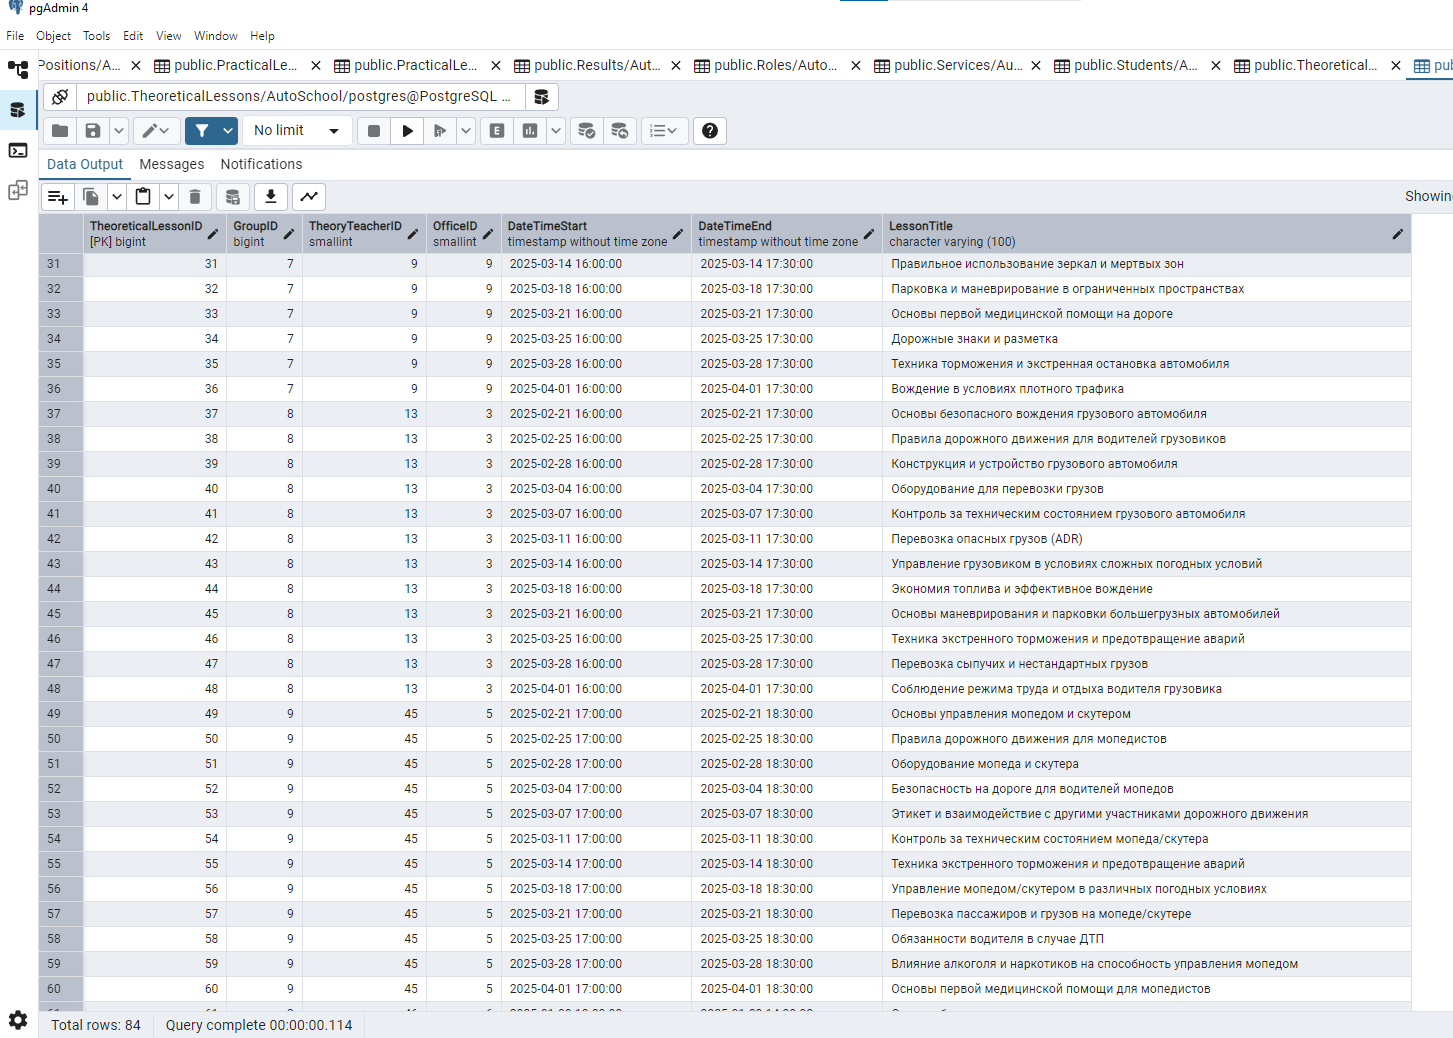 pgAdmin 4
File Object Tools Edit View Window Help
Positions/A... public.PracticalLe... public.PracticalLe... public.Results/Aut... public.Roles/Auto... public.Services/Au... public.Students/A... public.Theoretical... pub
public.TheoreticalLessons/AutoSchool/postgres@PostgreSQL ...
No limit
Data Output Messages Notifications
Showin
TheoreticalLessonID GroupID TheoryTeacherID OfficeID DateTimeStart DateTimeEnd LessonTitle
[PK] bigint bigint smallint smallint timestamp without time zone timestamp without time zone character varying (100)
31 31 7 9 9 2025-03-14 16:00:00 2025-03-14 17:30:00 Правильное использование зеркал и мертвых зон
32 32 7 9 9 2025-03-18 16:00:00 2025-03-18 17:30:00 Парковка и маневрирование в ограниченных пространствах
33 33 7 9 9 2025-03-21 16:00:00 2025-03-21 17:30:00 Основы первой медицинской помощи на дороге
34 34 7 9 9 2025-03-25 16:00:00 2025-03-25 17:30:00 Дорожные знаки и разметка
35 35 7 9 9 2025-03-28 16:00:00 2025-03-28 17:30:00 Техника торможения и экстренная остановка автомобиля
36 36 7 9 9 2025-04-01 16:00:00 2025-04-01 17:30:00 Вождение в условиях плотного трафика
37 37 8 13 3 2025-02-21 16:00:00 2025-02-21 17:30:00 Основы безопасного вождения грузового автомобиля
38 38 8 13 3 2025-02-25 16:00:00 2025-02-25 17:30:00 Правила дорожного движения для водителей грузовиков
39 39 8 13 3 2025-02-28 16:00:00 2025-02-28 17:30:00 Конструкция и устройство грузового автомобиля
40 40 8 13 3 2025-03-04 16:00:00 2025-03-04 17:30:00 Оборудование для перевозки грузов
41 41 8 13 3 2025-03-07 16:00:00 2025-03-07 17:30:00 Контроль за техническим состоянием грузового автомобиля
42 42 8 13 3 2025-03-11 16:00:00 2025-03-11 17:30:00 Перевозка опасных грузов (ADR)
43 43 8 13 3 2025-03-14 16:00:00 2025-03-14 17:30:00 Управление грузовиком в условиях сложных погодных условий
44 44 8 13 3 2025-03-18 16:00:00 2025-03-18 17:30:00 Экономия топлива и эффективное вождение
45 45 8 13 3 2025-03-21 16:00:00 2025-03-21 17:30:00 Основы маневрирования и парковки большегрузных автомобилей
46 46 8 13 3 2025-03-25 16:00:00 2025-03-25 17:30:00 Техника экстренного торможения и предотвращение аварий
47 47 8 13 3 2025-03-28 16:00:00 2025-03-28 17:30:00 Перевозка сыпучих и нестандартных грузов
48 48 8 13 3 2025-04-01 16:00:00 2025-04-01 17:30:00 Соблюдение режима труда и отдыха водителя грузовика
49 49 9 45 5 2025-02-21 17:00:00 2025-02-21 18:30:00 Основы управления мопедом и скутером
50 50 9 45 5 2025-02-25 17:00:00 2025-02-25 18:30:00 Правила дорожного движения для мопедистов
51 51 9 45 5 2025-02-28 17:00:00 2025-02-28 18:30:00 Оборудование мопеда и скутера
52 52 9 45 5 2025-03-04 17:00:00 2025-03-04 18:30:00 Безопасность на дороге для водителей мопедов
53 53 9 45 5 2025-03-07 17:00:00 2025-03-07 18:30:00 Этикет и взаимодействие с другими участниками дорожного движения
54 54 9 45 5 2025-03-11 17:00:00 2025-03-11 18:30:00 Контроль за техническим состоянием мопеда/скутера
55 55 9 45 5 2025-03-14 17:00:00 2025-03-14 18:30:00 Техника экстренного торможения и предотвращение аварий
56 56 9 45 5 2025-03-18 17:00:00 2025-03-18 18:30:00 Управление мопедом/скутером в различных погодных условиях
57 57 9 45 5 2025-03-21 17:00:00 2025-03-21 18:30:00 Перевозка пассажиров и грузов на мопеде/скутере
58 58 9 45 5 2025-03-25 17:00:00 2025-03-25 18:30:00 Обязанности водителя в случае ДТП
59 59 9 45 5 2025-03-28 17:00:00 2025-03-28 18:30:00 Влияние алкоголя и наркотиков на способность управления мопедом
60 60 9 45 5 2025-04-01 17:00:00 2025-04-01 18:30:00 Основы первой медицинской помощи для мопедистов
Total rows: 84 Query complete 00:00:00.114